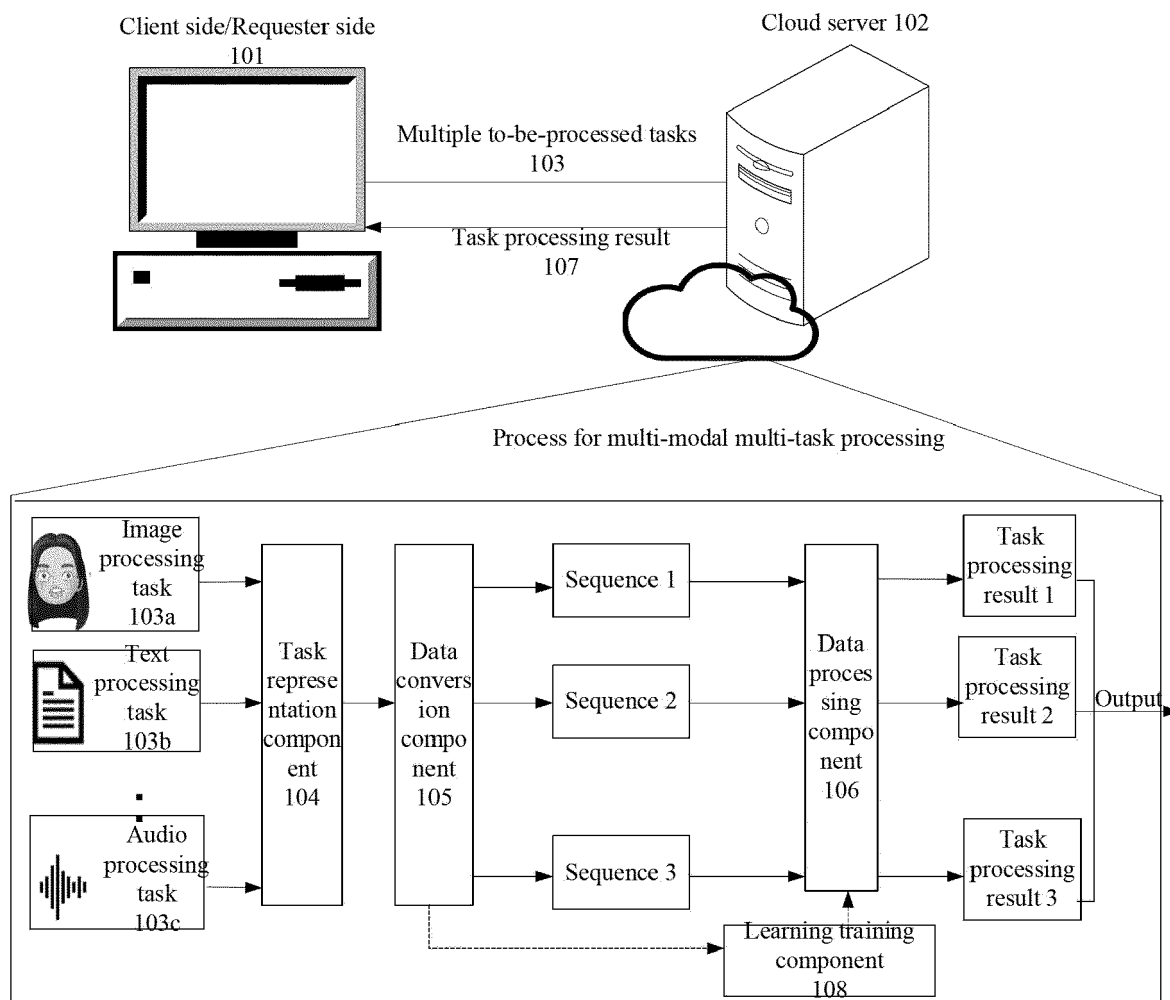 Client side/Requester side
101
Cloud server 102
Multiple to-be-processed tasks
103
Task processing result
107
Process for multi-modal multi-task processing
Image
processing
task
103a
Text
processing
task
103b
Audio
processing
task
103c
Task
represe
ntation
compon
ent
104
Data
convers
ion
compo
nent
105
Sequence 1
Sequence 2
Sequence 3
Data
proces
sing
compo
nent
106
Learning training
component
108
Task
processing
result 1
Task
processing
result 2
Task
processing
result 3
Output